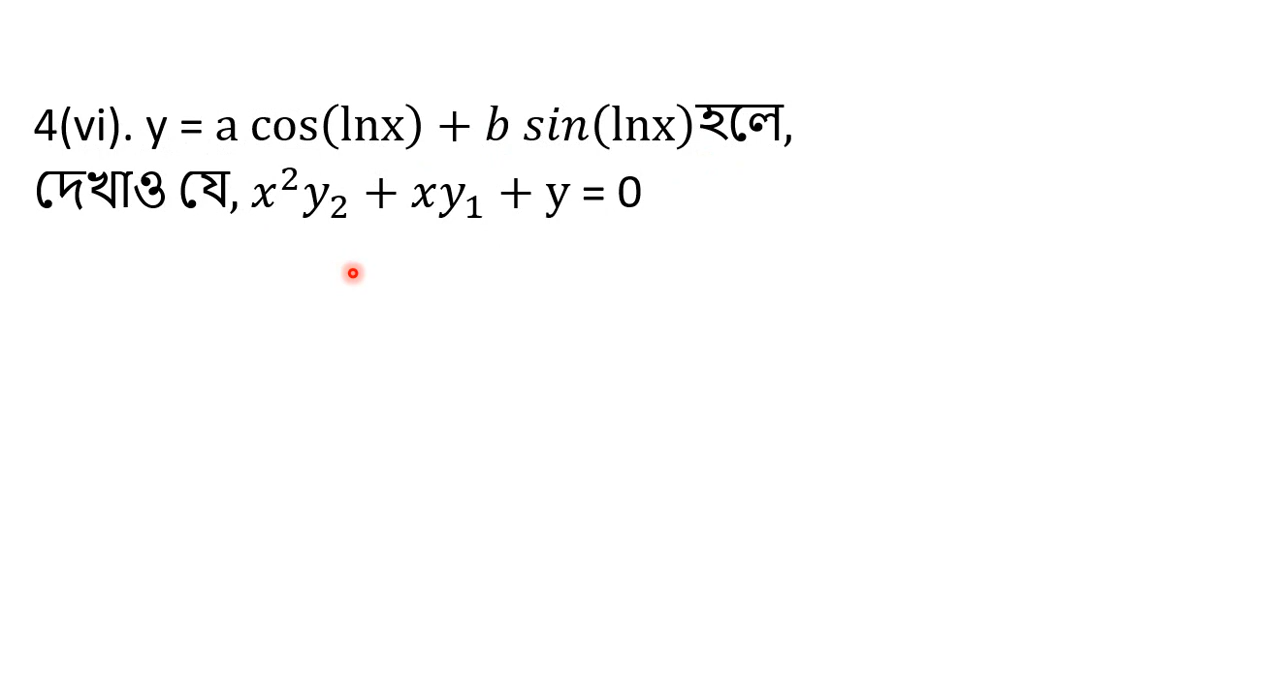 4(vi). y = a cos(lnx) + b sin(lnx)হলে,
দেখাও যে, x²y₂ + xy₁ + y = 0